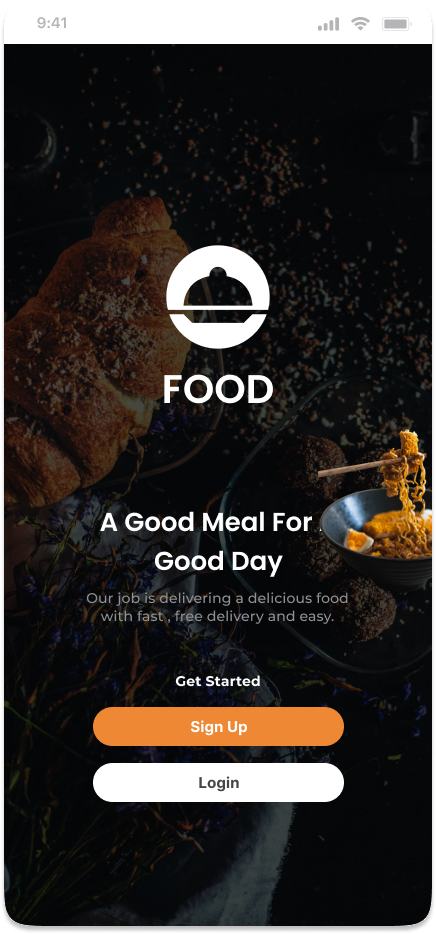 9:41
FOOD
A Good Meal For
Good Day
Our job is delivering a delicious food
with fast , free delivery and easy.
Get Started
Sign Up
Login